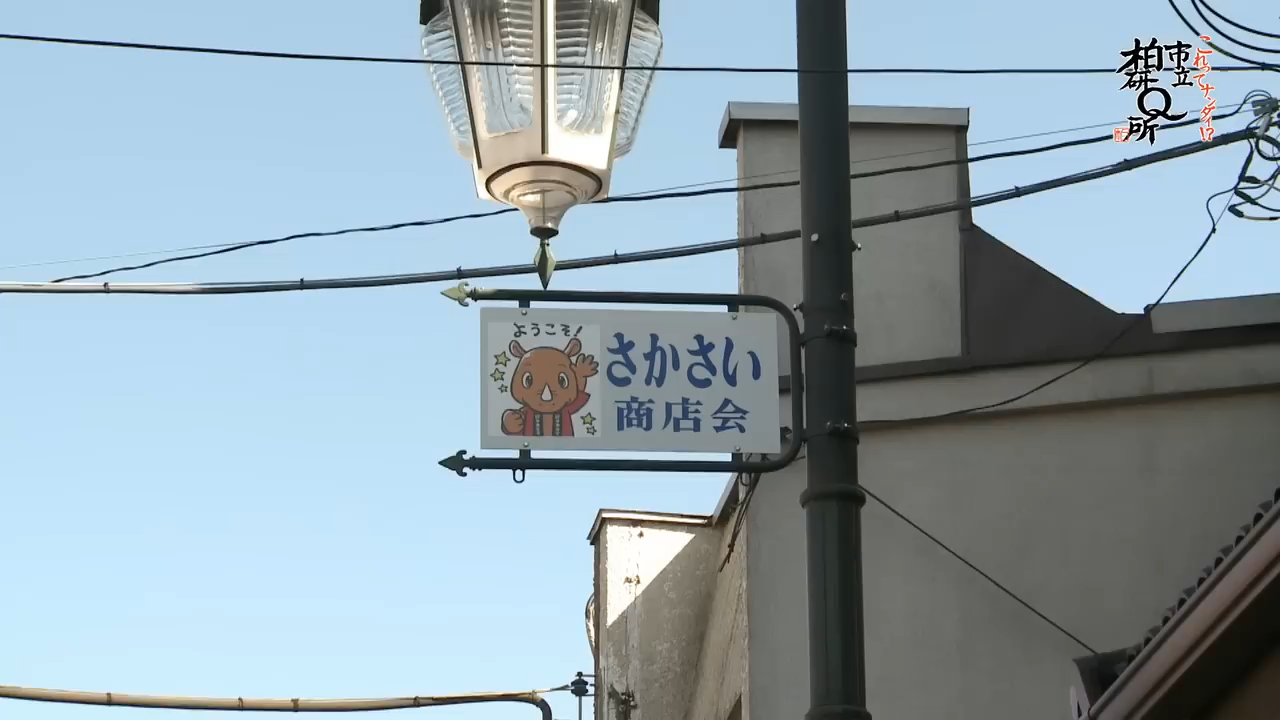 ようこそ!
さかさい
商店会
これってナンダイ!?
市立
柏研Q所